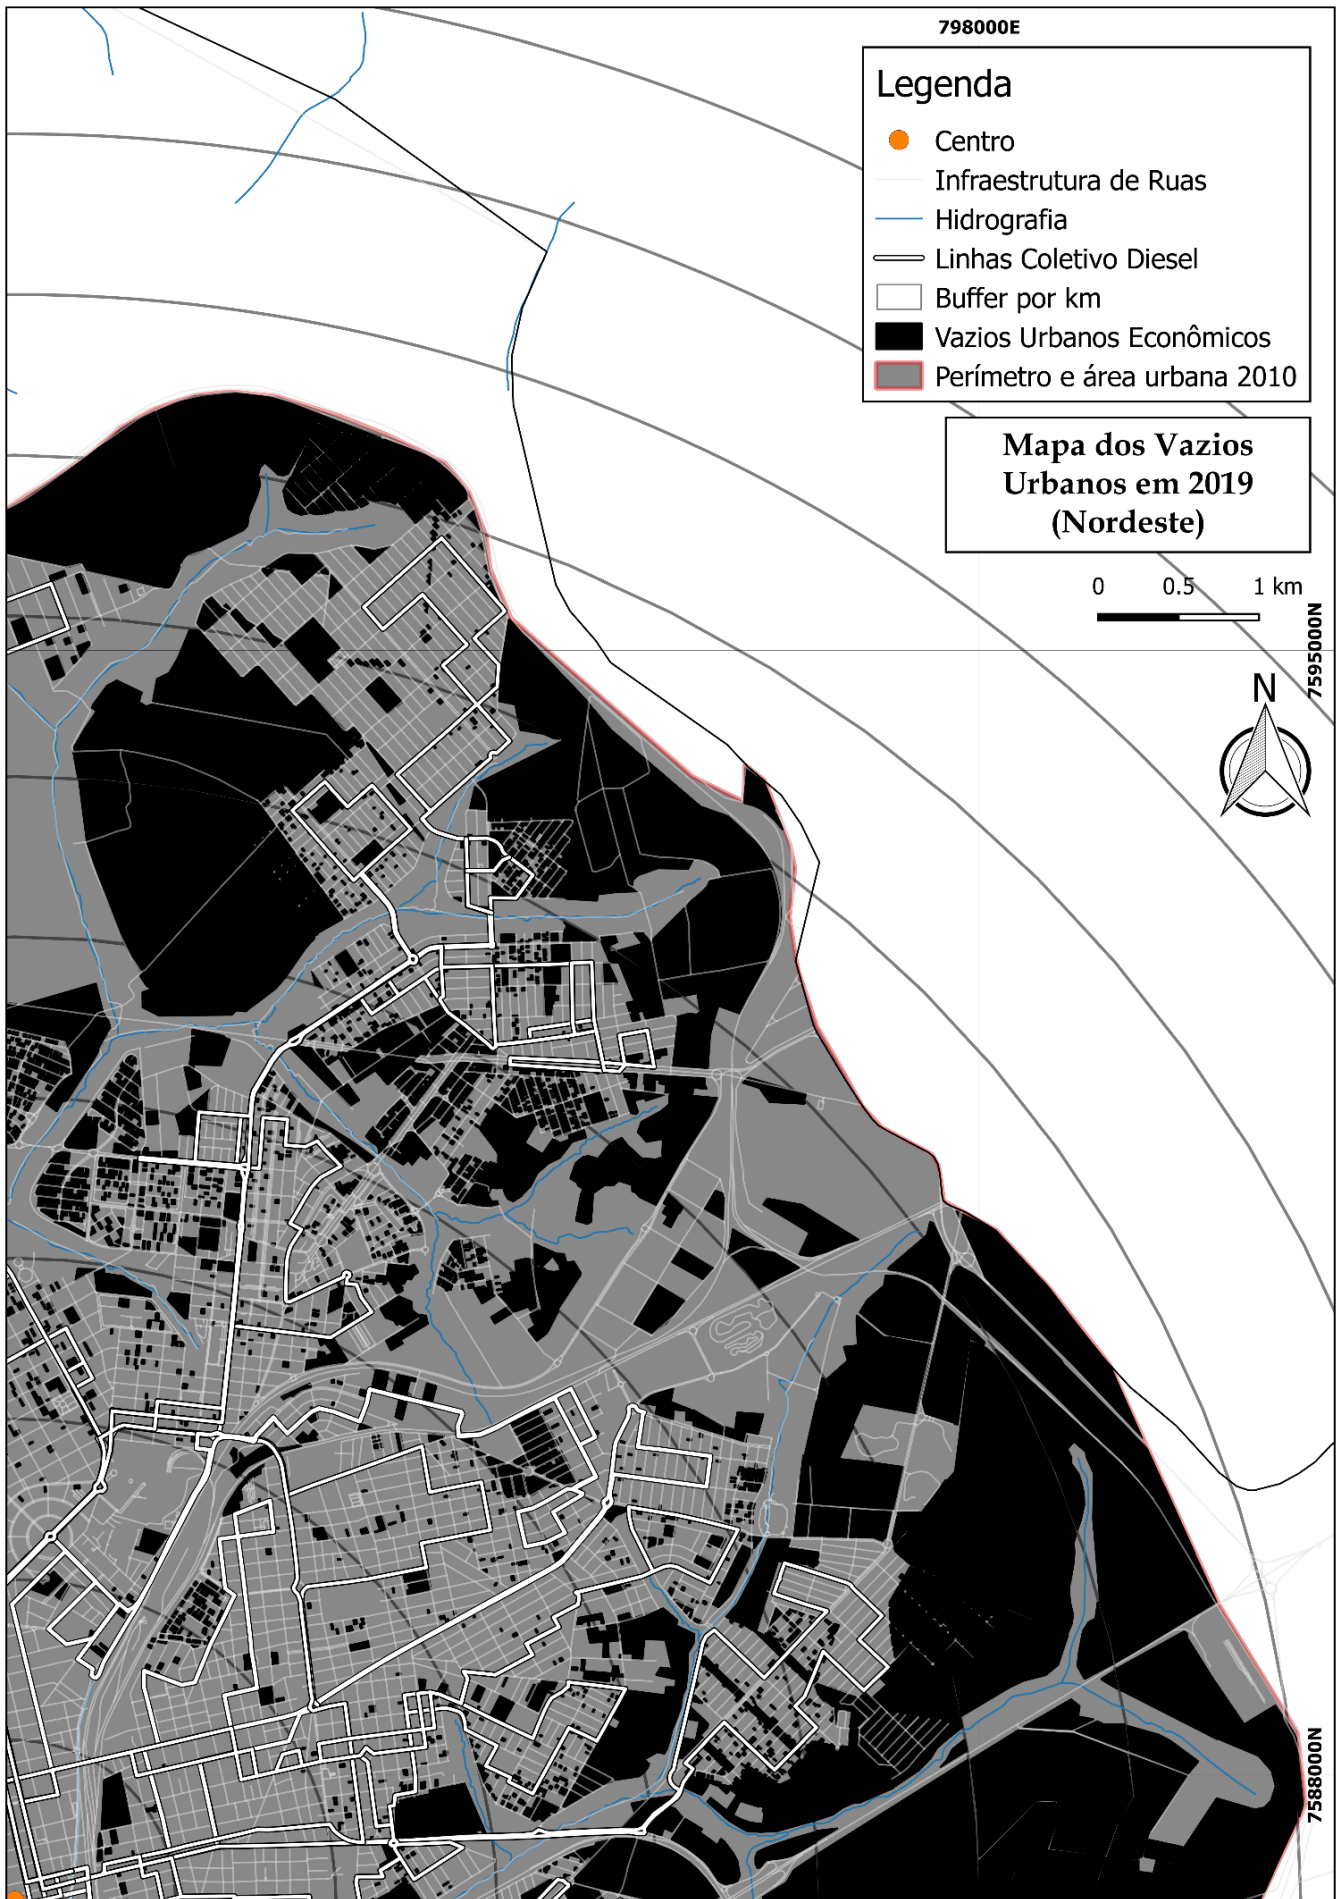 798000E
Legenda
Centro
Infraestrutura de Ruas
Hidrografia
Linhas Coletivo Diesel
Buffer por km
Vazios Urbanos Econômicos
Perímetro e área urbana 2010
Mapa dos Vazios
Urbanos em 2019
(Nordeste)
0 0.5 1 km
7595000N
N
7588000N